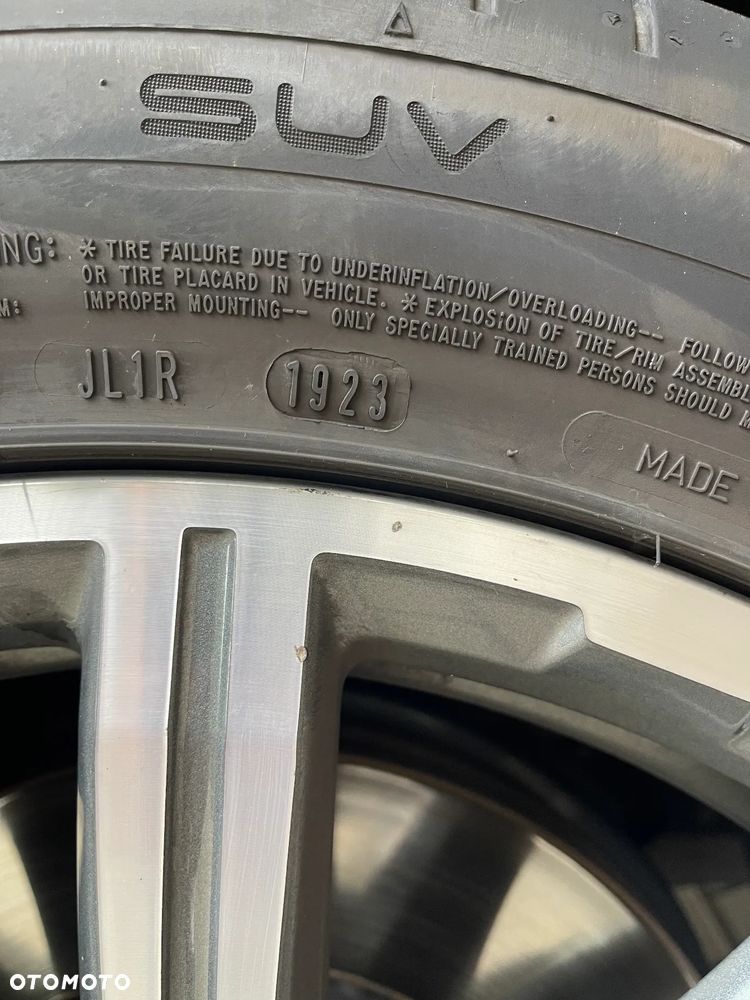 SUV
NG: * TIRE FAILURE DUE TO UNDERINFLATION/OVERLOADING-- FOLLOW
OR TIRE PLACARD IN VEHICLE. * EXPLOSION OF TIRE/RIM ASSEMBL
M: IMPROPER MOUNTING-- ONLY SPECIALLY TRAINED PERSONS SHOULD M
JL1R 1923
MADE
OTOMOTO